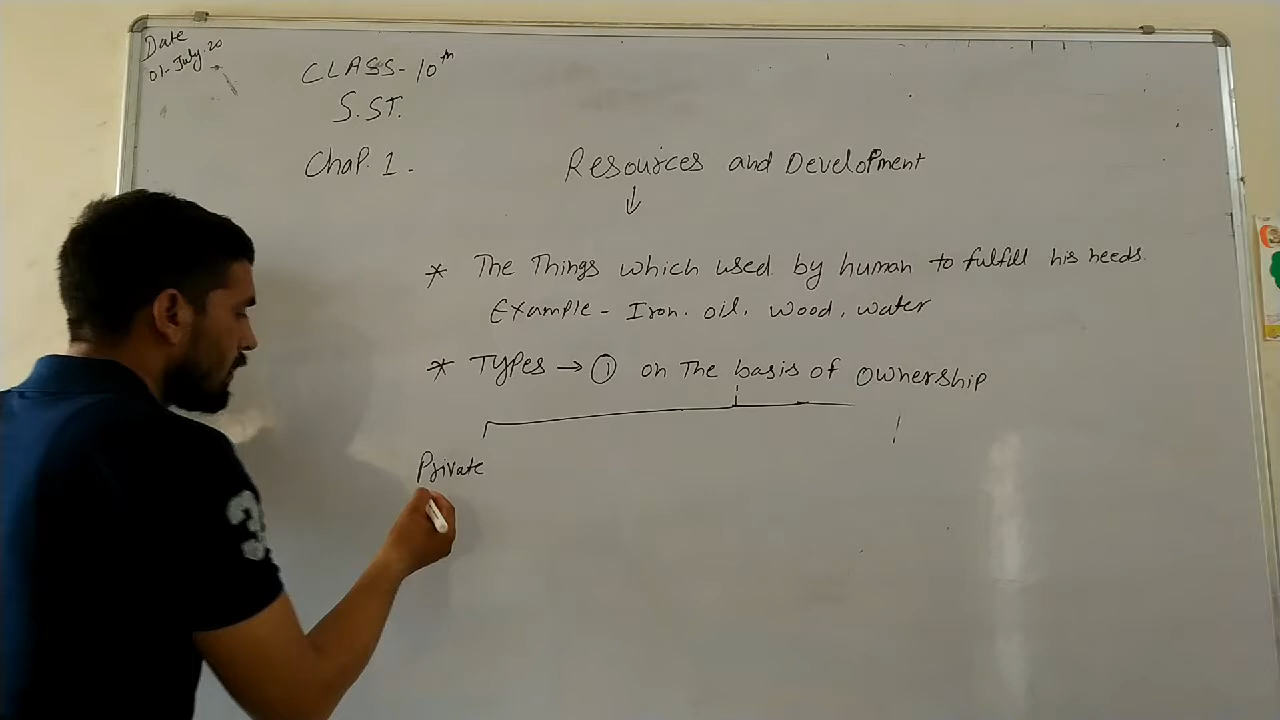 Date
01-July.20
CLASS-10th
S.ST.
Chap. 1.
Resources and Development
↓
* The Things which used by human to fulfill his needs.
Example - Iron. oil, wood, water
* Types → ① on The basis of ownership
Private
3